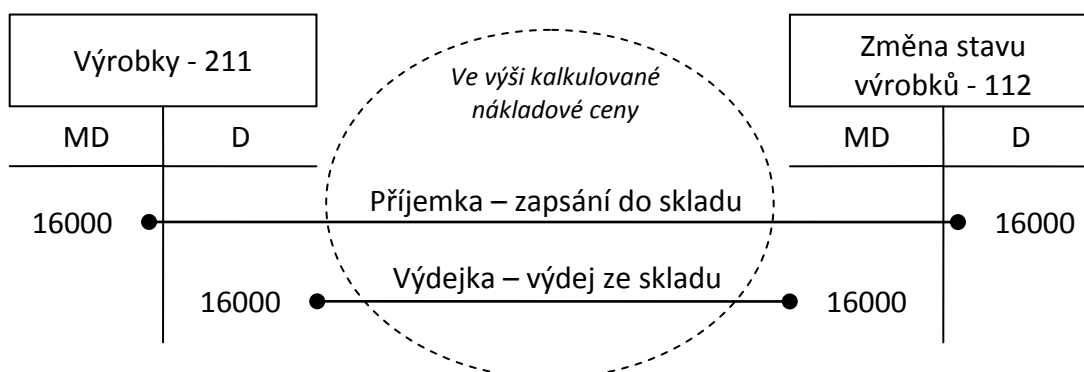 Výrobky - 211
Ve výši kalkulované
nákladové ceny
Změna stavu
výrobků - 112
MD
D
MD
D
Příjemka – zapsání do skladu
16000
16000
Výdejka – výdej ze skladu
16000
16000